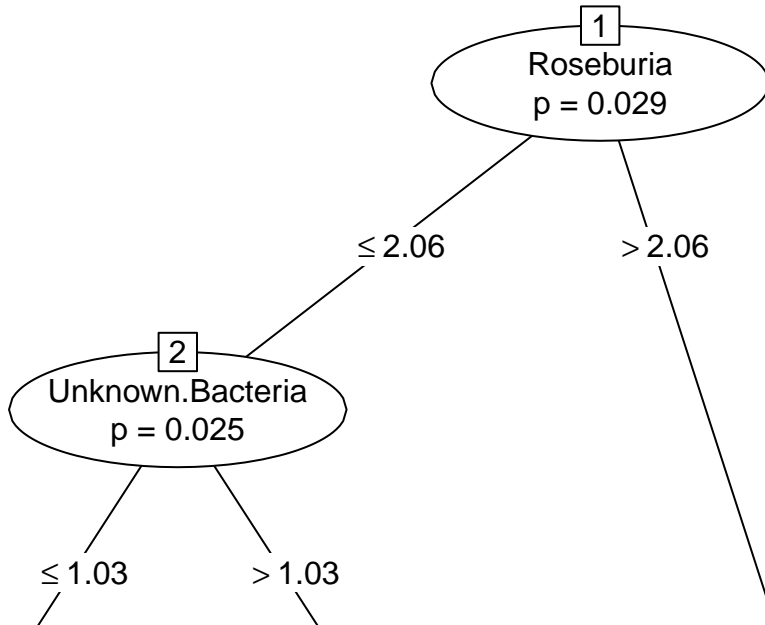 1
Roseburia
p = 0.029
≤ 2.06
> 2.06
2
Unknown.Bacteria
p = 0.025
≤ 1.03
> 1.03